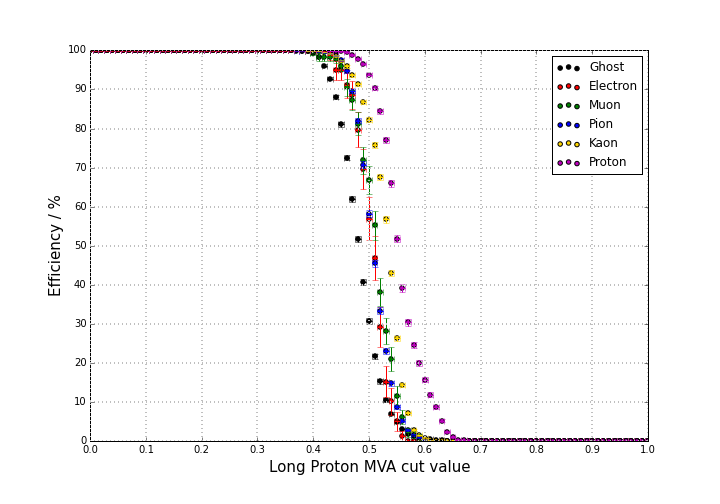 100
90
80
70
60
50
40
30
20
10
0
Efficiency / %
0.0 0.1 0.2 0.3 0.4 0.5 0.6 0.7 0.8 0.9 1.0
Long Proton MVA cut value
Ghost
Electron
Muon
Pion
Kaon
Proton